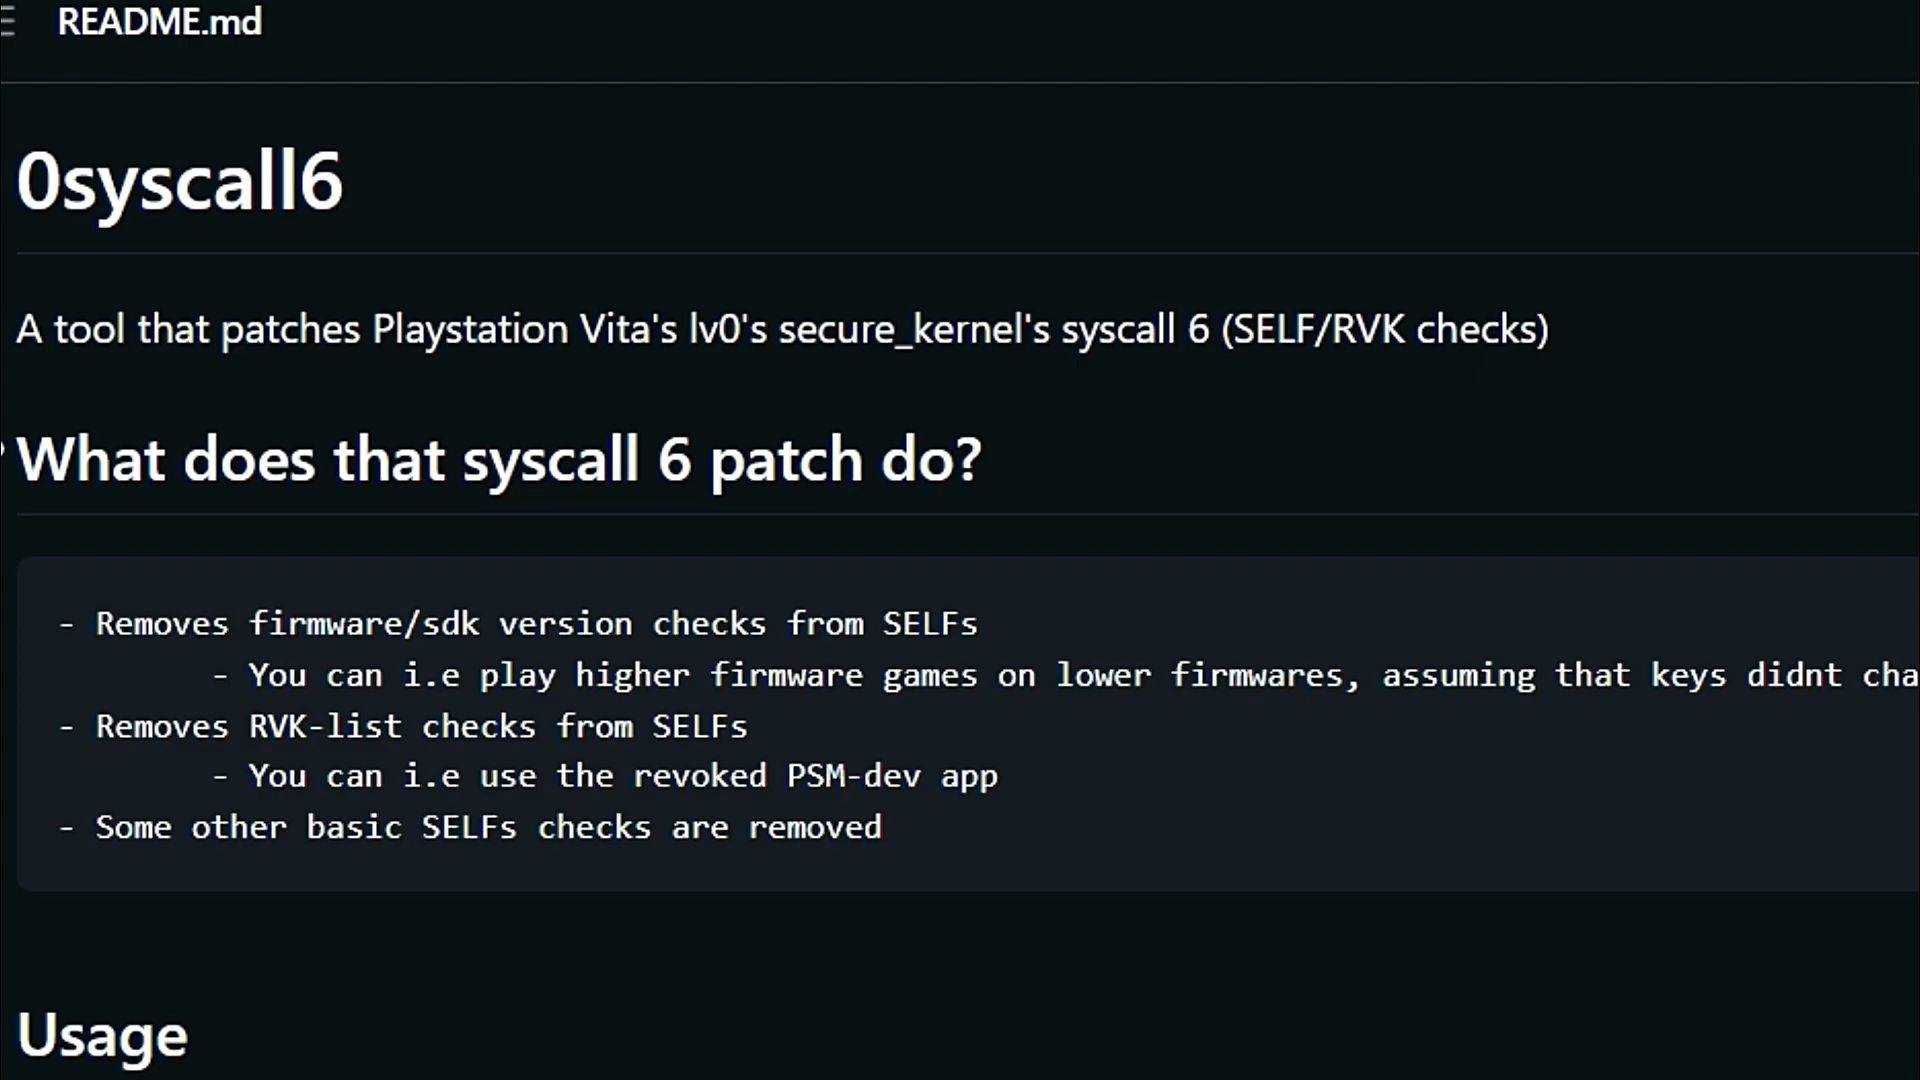 README.md
0syscall6
A tool that patches Playstation Vita's lv0's secure_kernel's syscall 6 (SELF/RVK checks)
What does that syscall 6 patch do?
- Removes firmware/sdk version checks from SELFs
- You can i.e play higher firmware games on lower firmwares, assuming that keys didnt cha
- Removes RVK-list checks from SELFs
- You can i.e use the revoked PSM-dev app
- Some other basic SELFs checks are removed
Usage